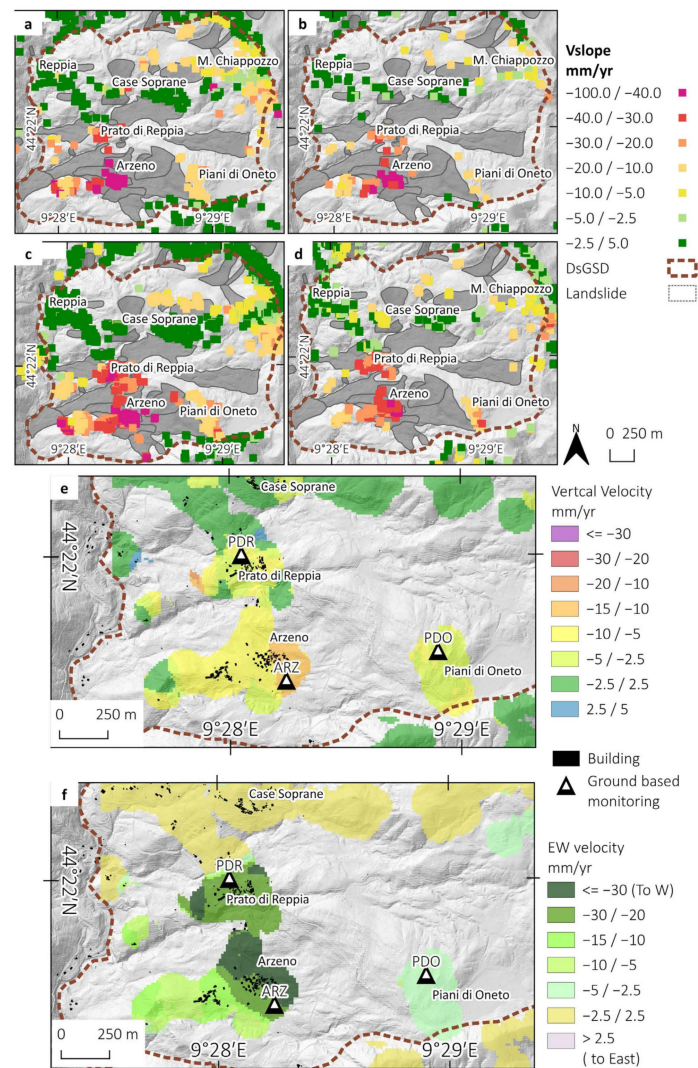 a
Reppia
M. Chiappozzo
Case Soprane
Prato di Reppia
Arzeno
Piani di Oneto
44°22′N
9°28′E
9°29′E
b
Reppia
M. Chiappozzo
Case Soprane
Prato di Reppia
Arzeno
Piani di Oneto
44°22′N
9°28′E
9°29′E
Vslope
mm/yr
−100.0 / −40.0
−40.0 / −30.0
−30.0 / −20.0
−20.0 / −10.0
−10.0 / −5.0
−5.0 / −2.5
−2.5 / 5.0
DsGSD
Landslide
c
Reppia
Case Soprane
Prato di Reppia
Arzeno
Piani di Oneto
44°22′N
9°28′E
9°29′E
d
Reppia
M. Chiappozzo
Case Soprane
Prato di Reppia
Arzeno
Piani di Oneto
44°22′N
9°28′E
9°29′E
N
0 250 m
e
Case Soprane
44°22′N
PDR
Prato di Reppia
Arzeno
ARZ
PDO
Piani di Oneto
0 250 m
9°28′E
9°29′E
Vertcal Velocity
mm/yr
<= −30
−30 / −20
−20 / −10
−15 / −10
−10 / −5
−5 / −2.5
−2.5 / 2.5
2.5 / 5
Building
Ground based
monitoring
f
Case Soprane
44°22′N
PDR
Prato di Reppia
Arzeno
ARZ
PDO
Piani di Oneto
0 250 m
9°28′E
9°29′E
EW velocity
mm/yr
<= −30 (To W)
−30 / −20
−15 / −10
−10 / −5
−5 / −2.5
−2.5 / 2.5
> 2.5
( to East)